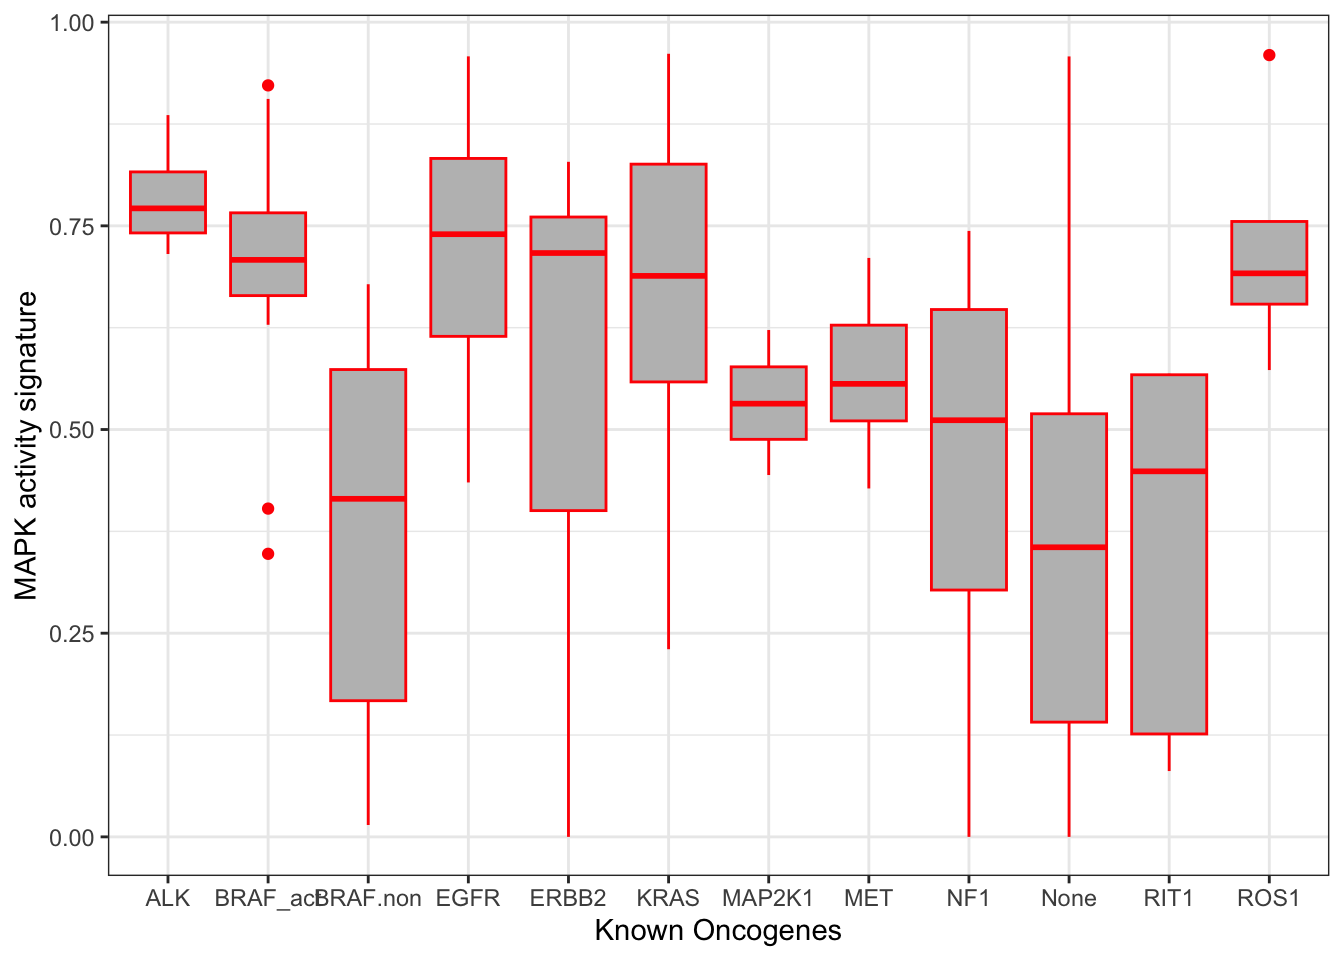 MAPK activity signature
1.00
0.75
0.50
0.25
0.00
ALK BRAF_act BRAF.non EGFR ERBB2 KRAS MAP2K1 MET NF1 None RIT1 ROS1
Known Oncogenes